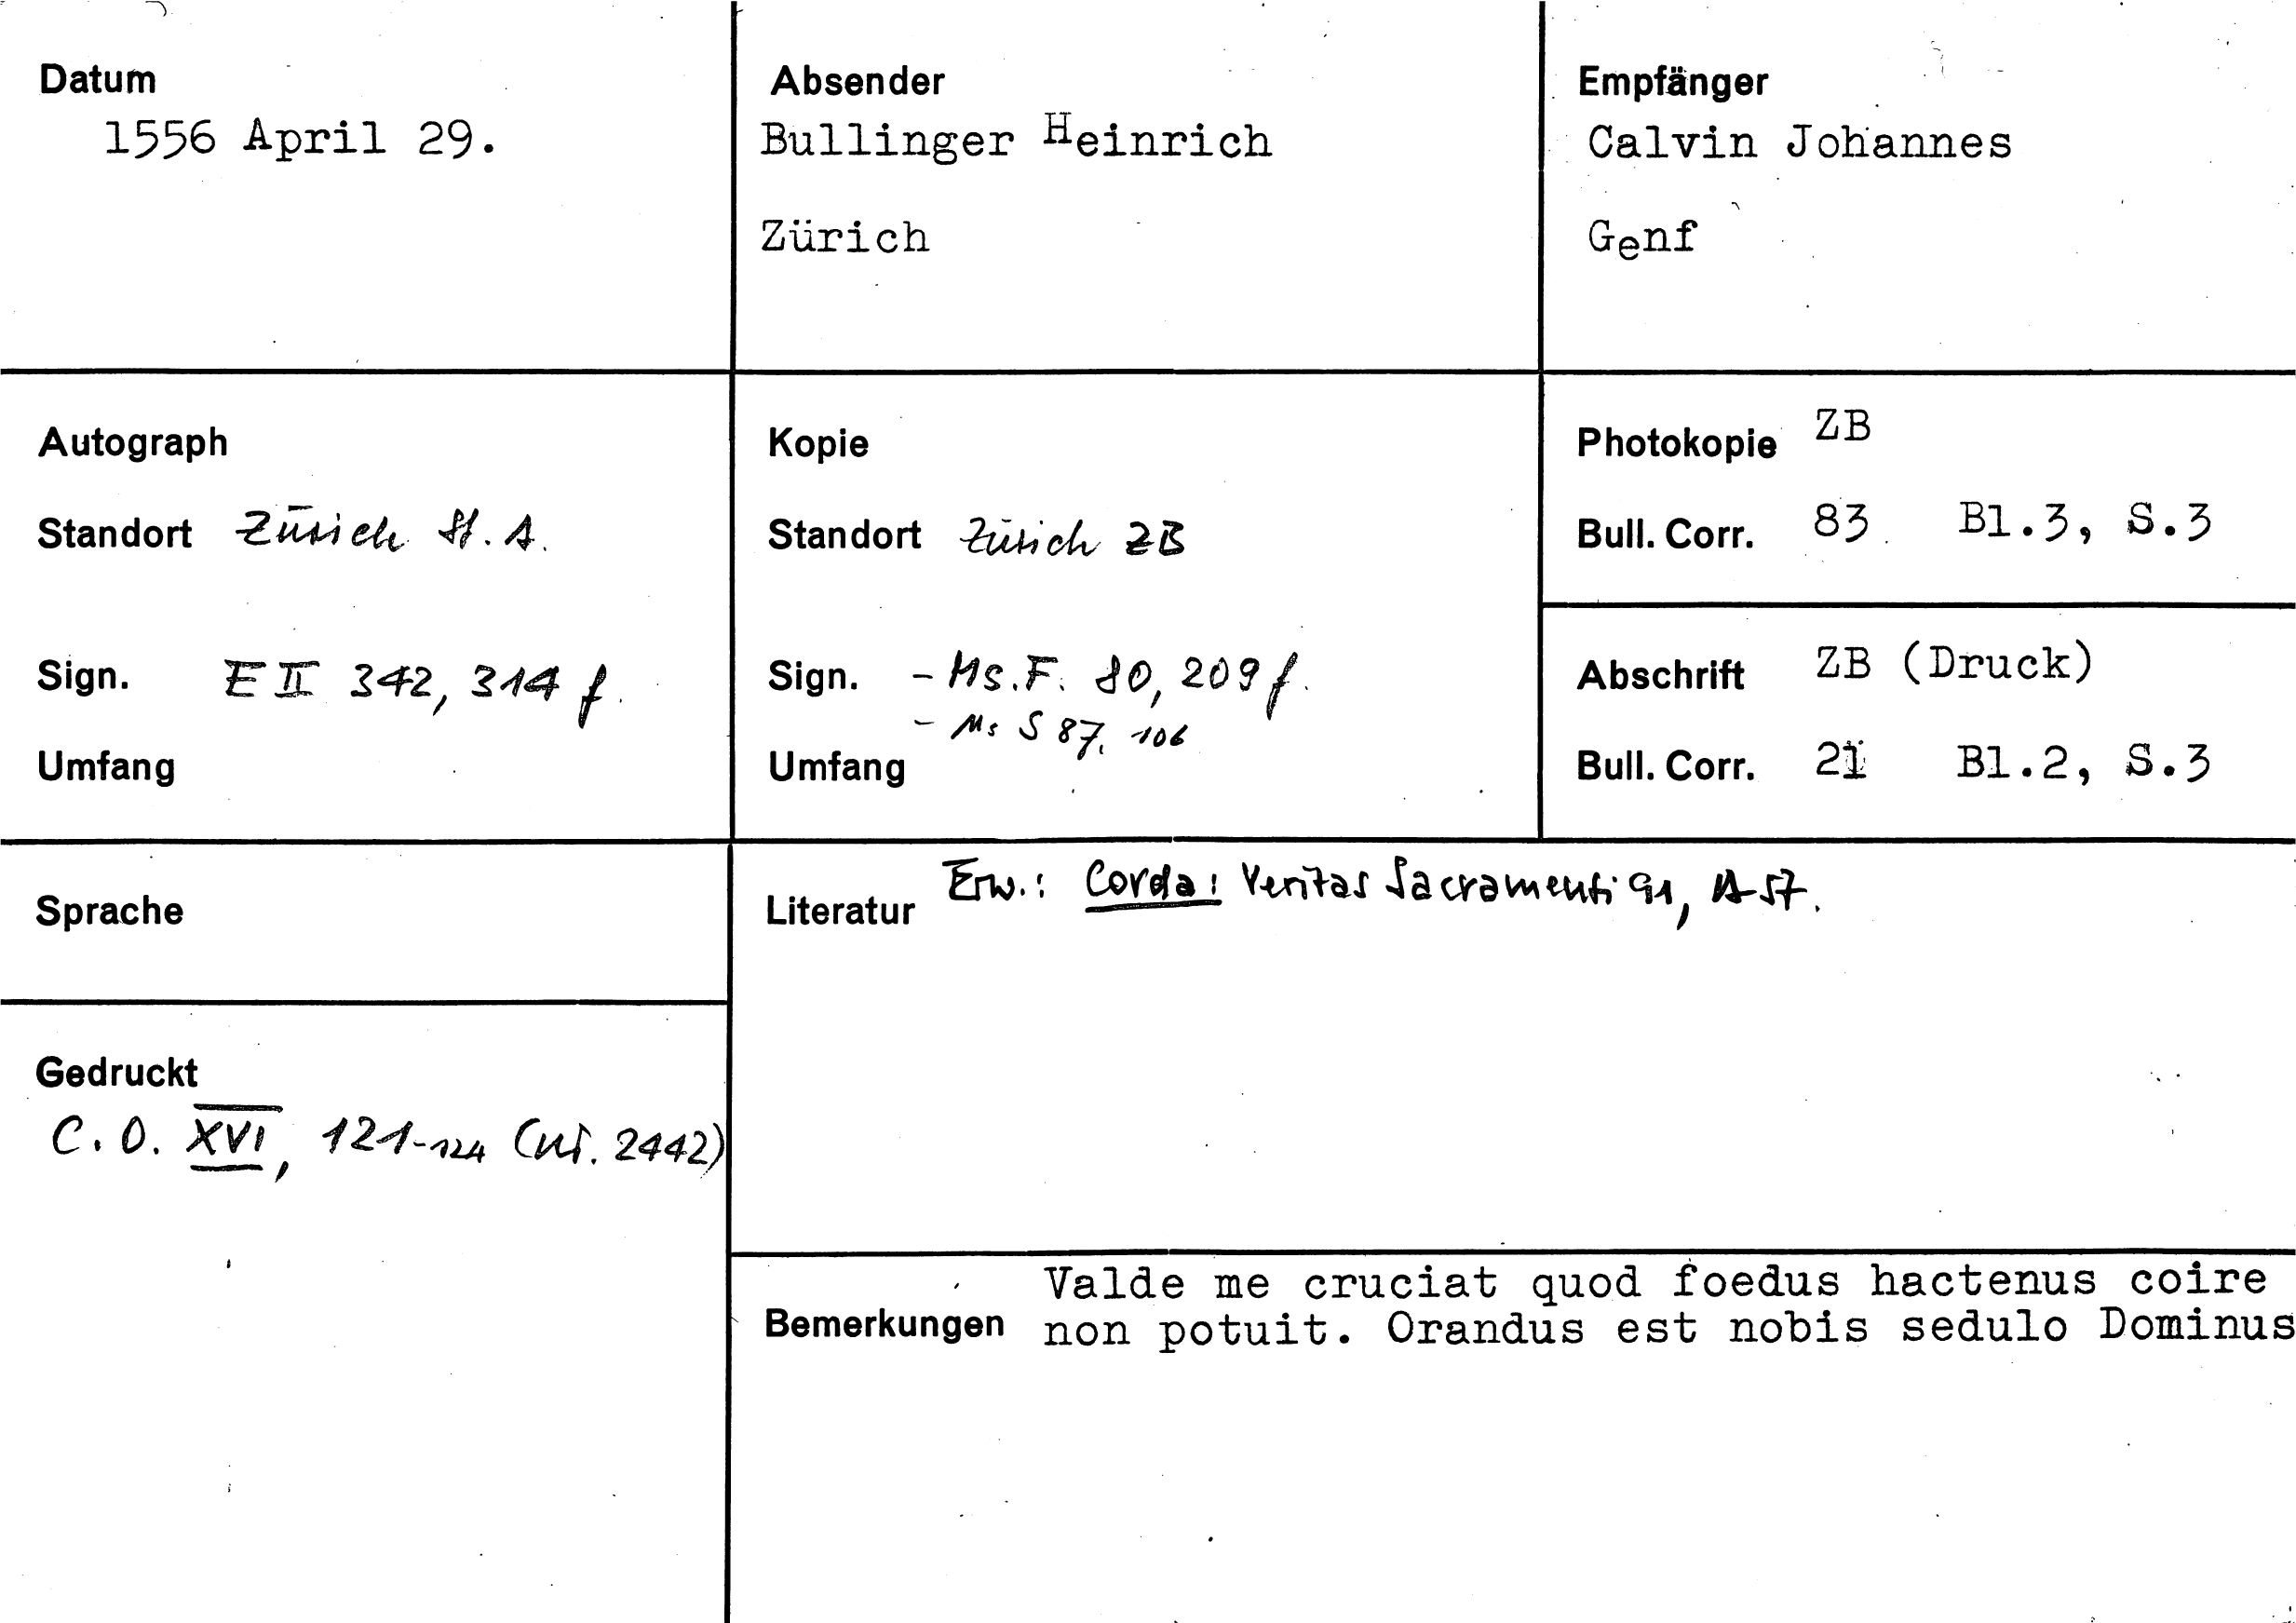 Datum
1556 April 29.
Absender
Bullinger Heinrich
Zürich
Empfänger
Calvin Johannes
Genf
Autograph
Standort Zürich St. A.
Sign. E II 342, 314 f.
Umfang
Kopie
Standort Zürich ZB
Sign. - Ms. F. 80, 209 f.
- Ms S 87, 106
Umfang
Photokopie ZB
Bull. Corr. 83 Bl.3, S.3
Abschrift ZB (Druck)
Bull. Corr. 21 Bl.2, S.3
Sprache
Gedruckt
C. O. XVI, 121-124 (Nr. 2442)
Literatur Erw.: Corda: Veritas Sacramenti 91, A 57.
Bemerkungen
Valde me cruciat quod foedus hactenus coire
non potuit. Orandus est nobis sedulo Dominus